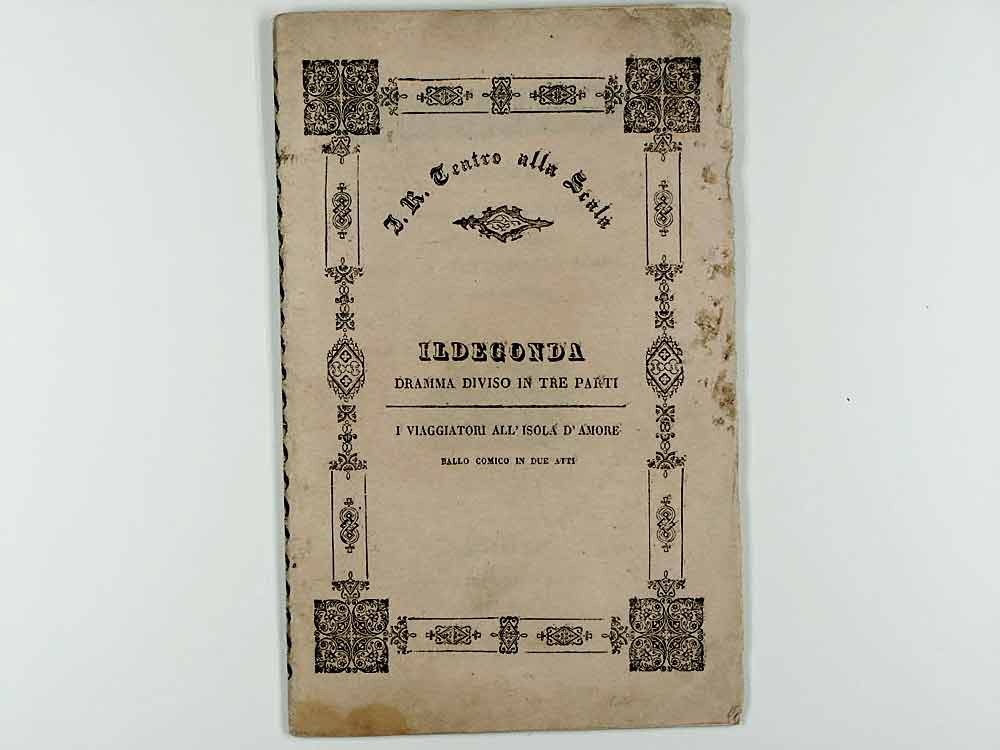 I. R. Teatro alla Scala
ILDEGONDA
DRAMMA DIVISO IN TRE PARTI
I VIAGGIATORI ALL' ISOLA D' AMORE
BALLO COMICO IN DUE ATTI